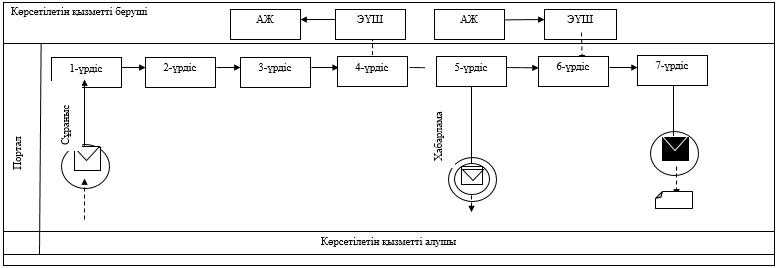 Көрсетілетін қызметті беруші
АЖ
ЭҮШ
АЖ
ЭҮШ
1-үрдіс
2-үрдіс
3-үрдіс
4-үрдіс
5-үрдіс
6-үрдіс
7-үрдіс
Портал
Сұраныс
Хабарлама
Көрсетілетін қызметті алушы